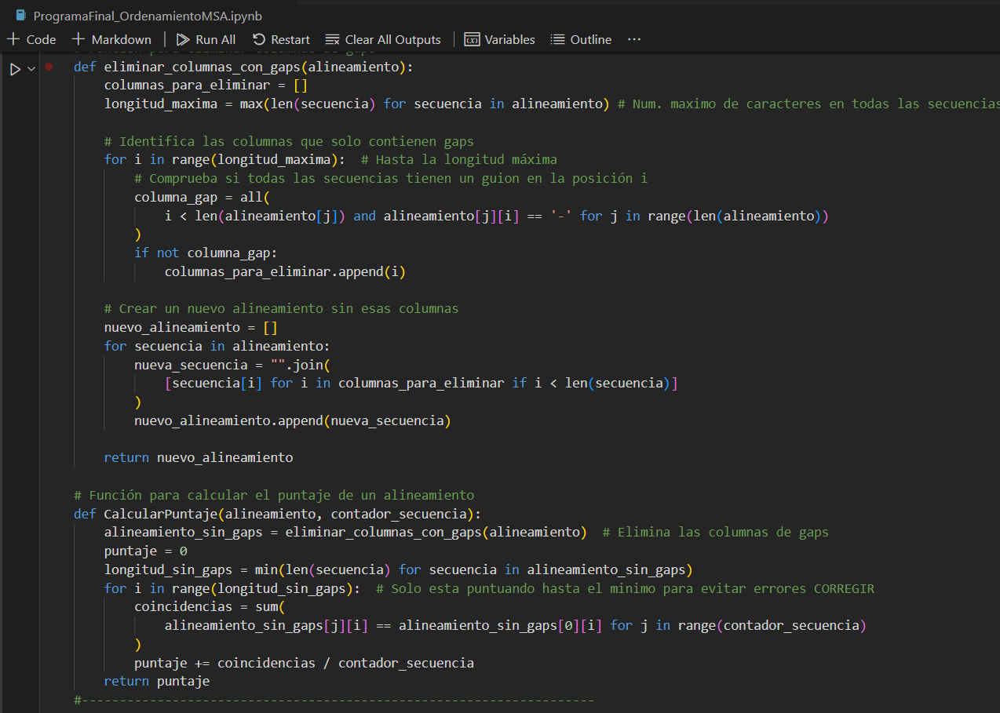 ProgramaFinal_OrdenamientoMSA.ipynb
+ Code + Markdown | Run All Restart Clear All Outputs | Variables Outline ...
def eliminar_columnas_con_gaps(alineamiento):
    columnas_para_eliminar = []
    longitud_maxima = max(len(secuencia) for secuencia in alineamiento) # Num. maximo de caracteres en todas las secuencias

    # Identifica las columnas que solo contienen gaps
    for i in range(longitud_maxima):  # Hasta la longitud máxima
        # Comprueba si todas las secuencias tienen un guion en la posición i
        columna_gap = all(
            i < len(alineamiento[j]) and alineamiento[j][i] == '-' for j in range(len(alineamiento))
        )
        if not columna_gap:
            columnas_para_eliminar.append(i)

    # Crear un nuevo alineamiento sin esas columnas
    nuevo_alineamiento = []
    for secuencia in alineamiento:
        nueva_secuencia = "".join(
            [secuencia[i] for i in columnas_para_eliminar if i < len(secuencia)]
        )
        nuevo_alineamiento.append(nueva_secuencia)

    return nuevo_alineamiento

# Función para calcular el puntaje de un alineamiento
def CalcularPuntaje(alineamiento, contador_secuencia):
    alineamiento_sin_gaps = eliminar_columnas_con_gaps(alineamiento)  # Elimina las columnas de gaps
    puntaje = 0
    longitud_sin_gaps = min(len(secuencia) for secuencia in alineamiento_sin_gaps)
    for i in range(longitud_sin_gaps):  # Solo esta puntuando hasta el minimo para evitar errores CORREGIR
        coincidencias = sum(
            alineamiento_sin_gaps[j][i] == alineamiento_sin_gaps[0][i] for j in range(contador_secuencia)
        )
        puntaje += coincidencias / contador_secuencia
    return puntaje
#--------------------------------------------------------------------